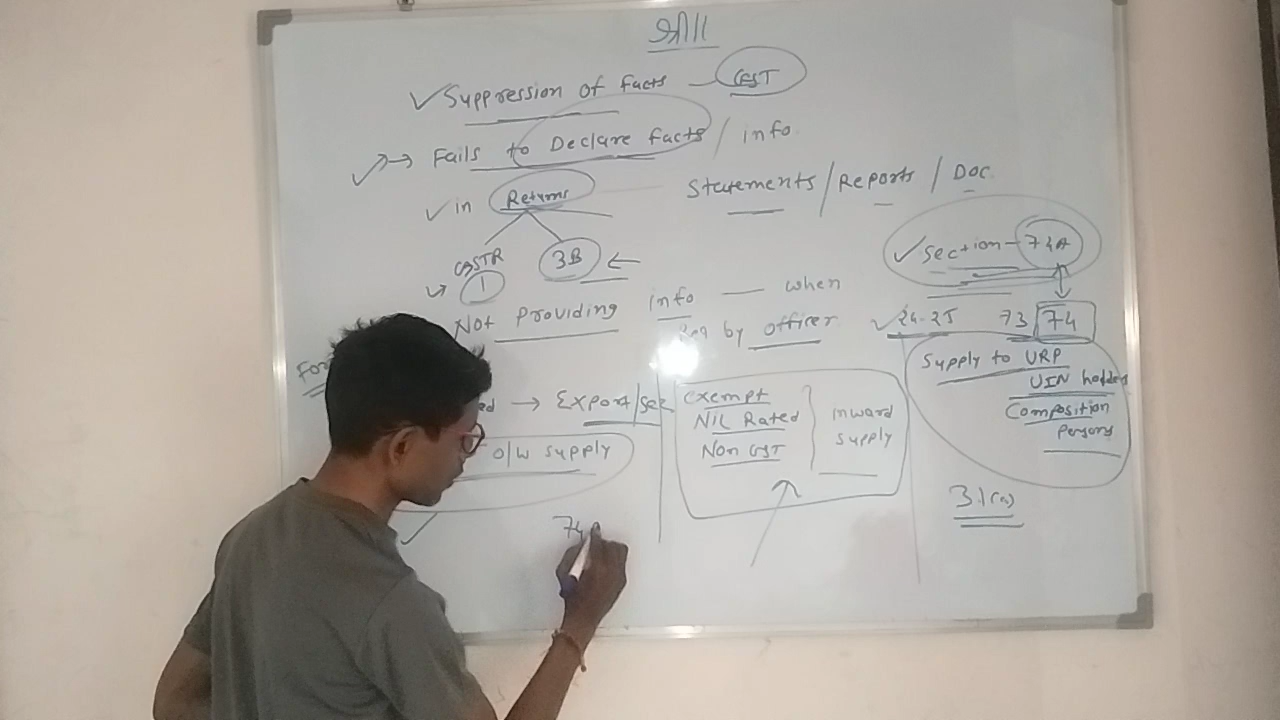 श्री॥
✓ Suppression of facts — GST
→ Fails to Declare facts / info
✓ in Returns
Statements / Reports / Doc
GSTR 1
3B ←
✓ Section - 74A
Not Providing info — when
by officer
✓ 24-25 73 74
Supply to URP
UIN holders
Composition
persons
→ Export/SEZ
O/W Supply
Exempt
Nil Rated
Non GST
inward
supply
3.1(a)
74